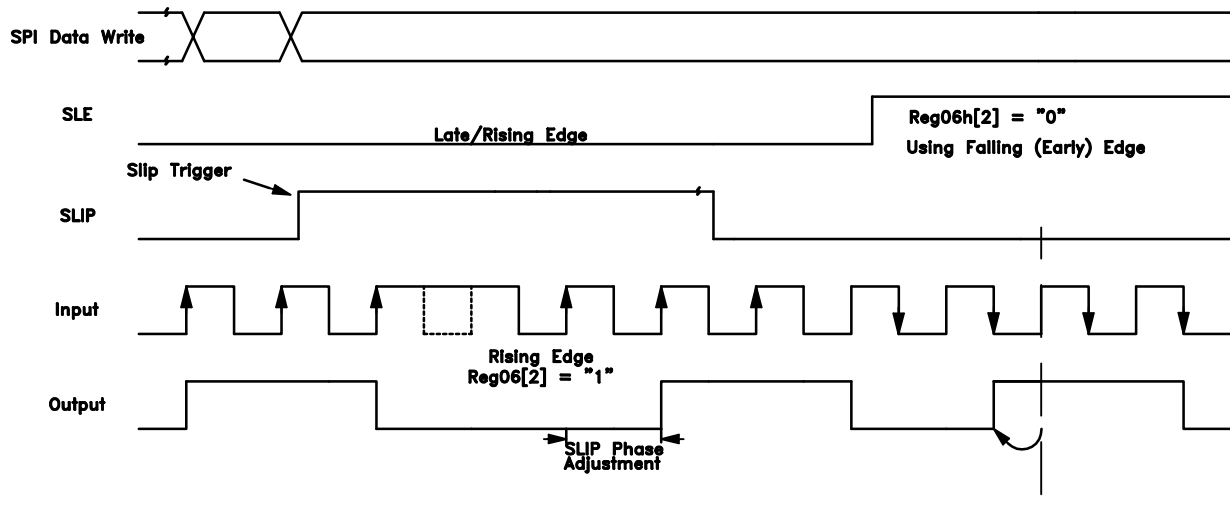 SPI Data Write
SLE
Late/Rising Edge
Reg06h[2] = "0"
Using Falling (Early) Edge
Slip Trigger
SLIP
Input
Rising Edge
Reg06[2] = "1"
Output
SLIP Phase
Adjustment